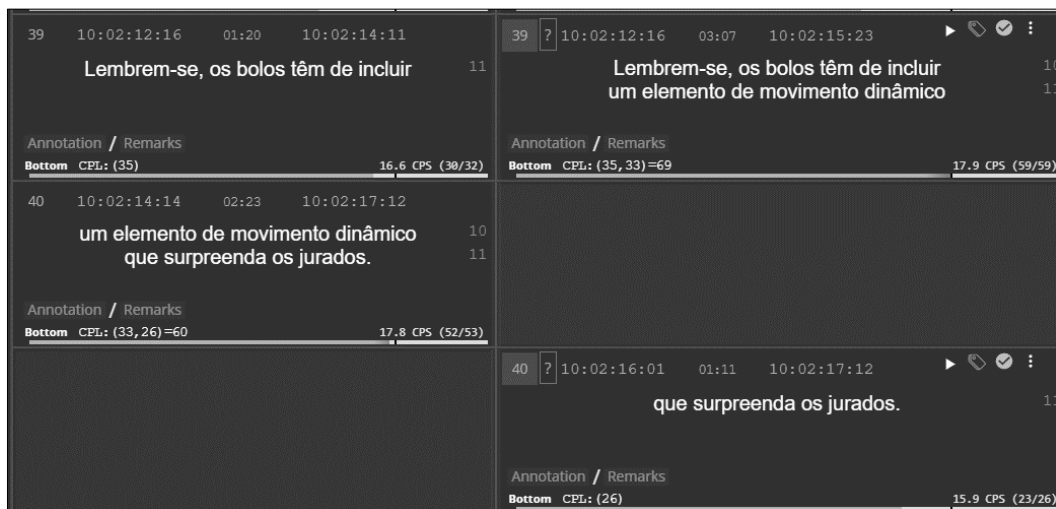 39 10:02:12:16 01:20 10:02:14:11
Lembrem-se, os bolos têm de incluir 11
Annotation / Remarks
Bottom CPL: (35) 16.6 CPS (30/32)
39 ? 10:02:12:16 03:07 10:02:15:23
Lembrem-se, os bolos têm de incluir 10
um elemento de movimento dinâmico 11
Annotation / Remarks
Bottom CPL: (35,33)=69 17.9 CPS (59/59)
40 10:02:14:14 02:23 10:02:17:12
um elemento de movimento dinâmico 10
que surpreenda os jurados. 11
Annotation / Remarks
Bottom CPL: (33,26)=60 17.8 CPS (52/53)
40 ? 10:02:16:01 01:11 10:02:17:12
que surpreenda os jurados. 11
Annotation / Remarks
Bottom CPL: (26) 15.9 CPS (23/26)